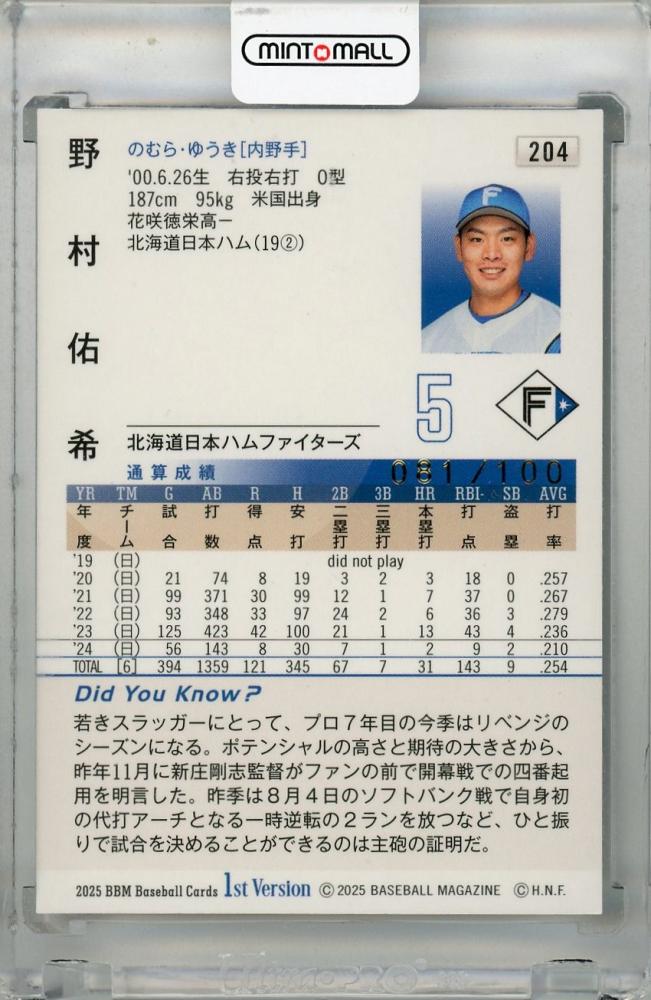 MINT MALL
野村佑希
のむら・ゆうき[内野手]
'00.6.26生 右投右打 O型
187cm 95kg 米国出身
花咲徳栄高－
北海道日本ハム(19②)
204
F
5
F
北海道日本ハムファイターズ
通算成績
081/100
YR TM G AB R H 2B 3B HR RBI SB AVG
年度 チーム 試合 打数 得点 安打 二塁打 三塁打 本塁打 打点 盗塁 打率
'19 (日) did not play
'20 (日) 21 74 8 19 3 2 3 18 0 .257
'21 (日) 99 371 30 99 12 1 7 37 0 .267
'22 (日) 93 348 33 97 24 2 6 36 3 .279
'23 (日) 125 423 42 100 21 1 13 43 4 .236
'24 (日) 56 143 8 30 7 1 2 9 2 .210
TOTAL [6] 394 1359 121 345 67 7 31 143 9 .254
Did You Know?
若きスラッガーにとって、プロ7年目の今季はリベンジの
シーズンになる。ポテンシャルの高さと期待の大きさから、
昨年11月に新庄剛志監督がファンの前で開幕戦での四番起
用を明言した。昨季は8月4日のソフトバンク戦で自身初
の代打アーチとなる一時逆転の2ランを放つなど、ひと振
りで試合を決めることができるのは主砲の証明だ。
2025 BBM Baseball Cards 1st Version ©2025 BASEBALL MAGAZINE ©H.N.F.
Ultra PRO